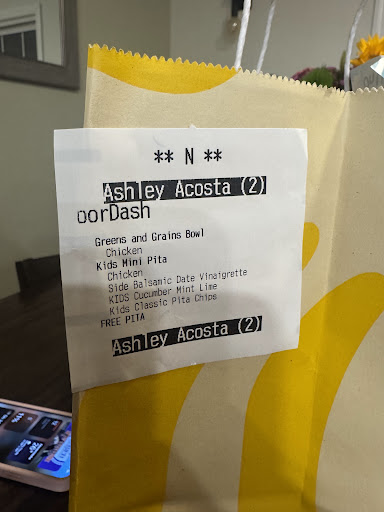 ** N **
Ashley Acosta (2)
oorDash
Greens and Grains Bowl
Chicken
Kids Mini Pita
Chicken
Side Balsamic Date Vinaigrette
KIDS Cucumber Mint Lime
Kids Classic Pita Chips
FREE PITA
Ashley Acosta (2)